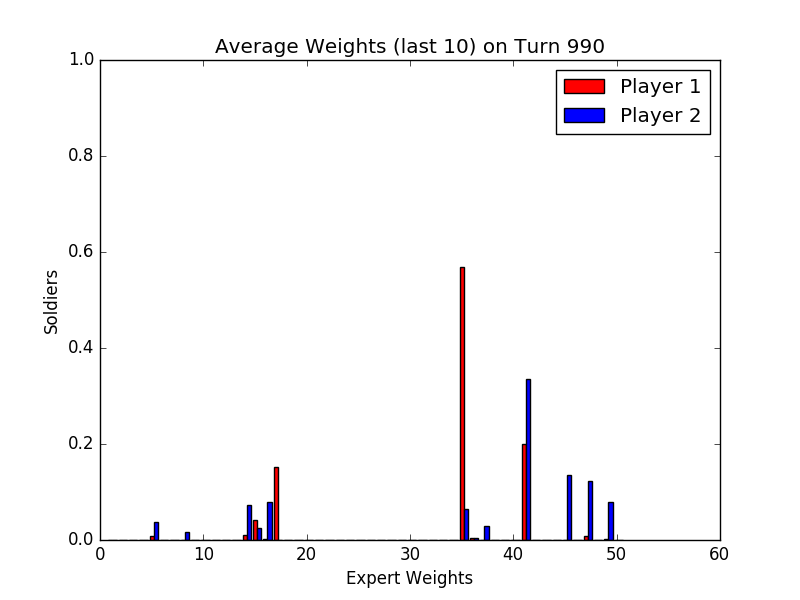 Average Weights (last 10) on Turn 990
1.0
0.8
0.6
0.4
0.2
0.0
Soldiers
Player 1
Player 2
0 10 20 30 40 50 60
Expert Weights